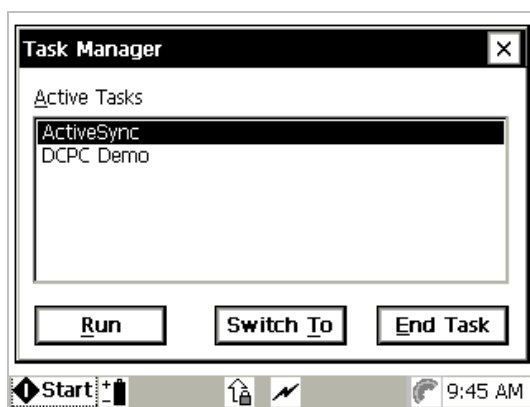 Task Manager
Active Tasks
ActiveSync
DCPC Demo
Run Switch To End Task
Start 9:45 AM